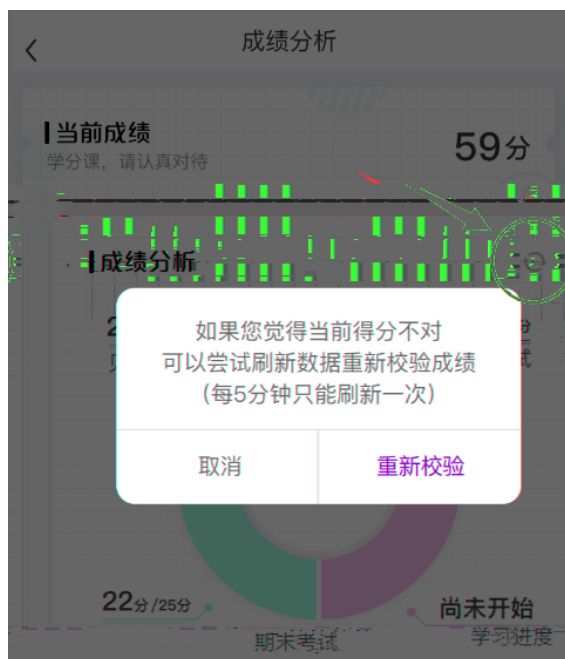 成绩分析
当前成绩
59分
学分课，请认真对待
成绩分析
如果您觉得当前得分不对
可以尝试刷新数据重新校验成绩
（每5分钟只能刷新一次）
取消
重新校验
22分/25分
尚未开始
期末考试
学习进度